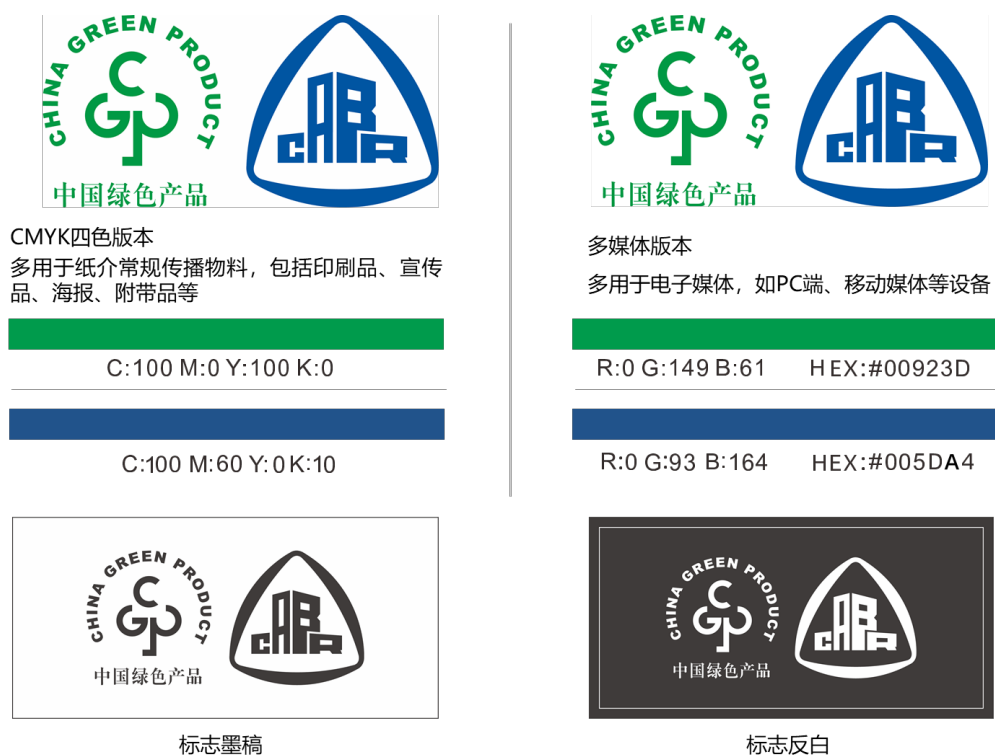 CHINA GREEN PRODUCT
CGP
中国绿色产品
CABR
CMYK四色版本
多用于纸介常规传播物料，包括印刷品、宣传
品、海报、附带品等
C:100 M:0 Y:100 K:0
C:100 M:60 Y:0 K:10
CHINA GREEN PRODUCT
CGP
中国绿色产品
CABR
标志墨稿
CHINA GREEN PRODUCT
CGP
中国绿色产品
CABR
多媒体版本
多用于电子媒体，如PC端、移动媒体等设备
R:0 G:149 B:61 HEX:#00923D
R:0 G:93 B:164 HEX:#005DA4
CHINA GREEN PRODUCT
CGP
中国绿色产品
CABR
标志反白